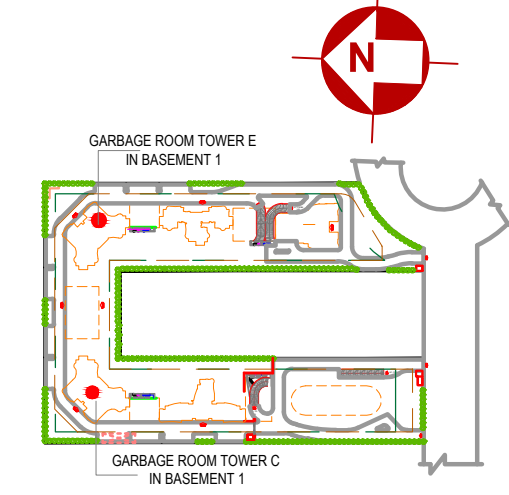 N
GARBAGE ROOM TOWER E
IN BASEMENT 1
GARBAGE ROOM TOWER C
IN BASEMENT 1